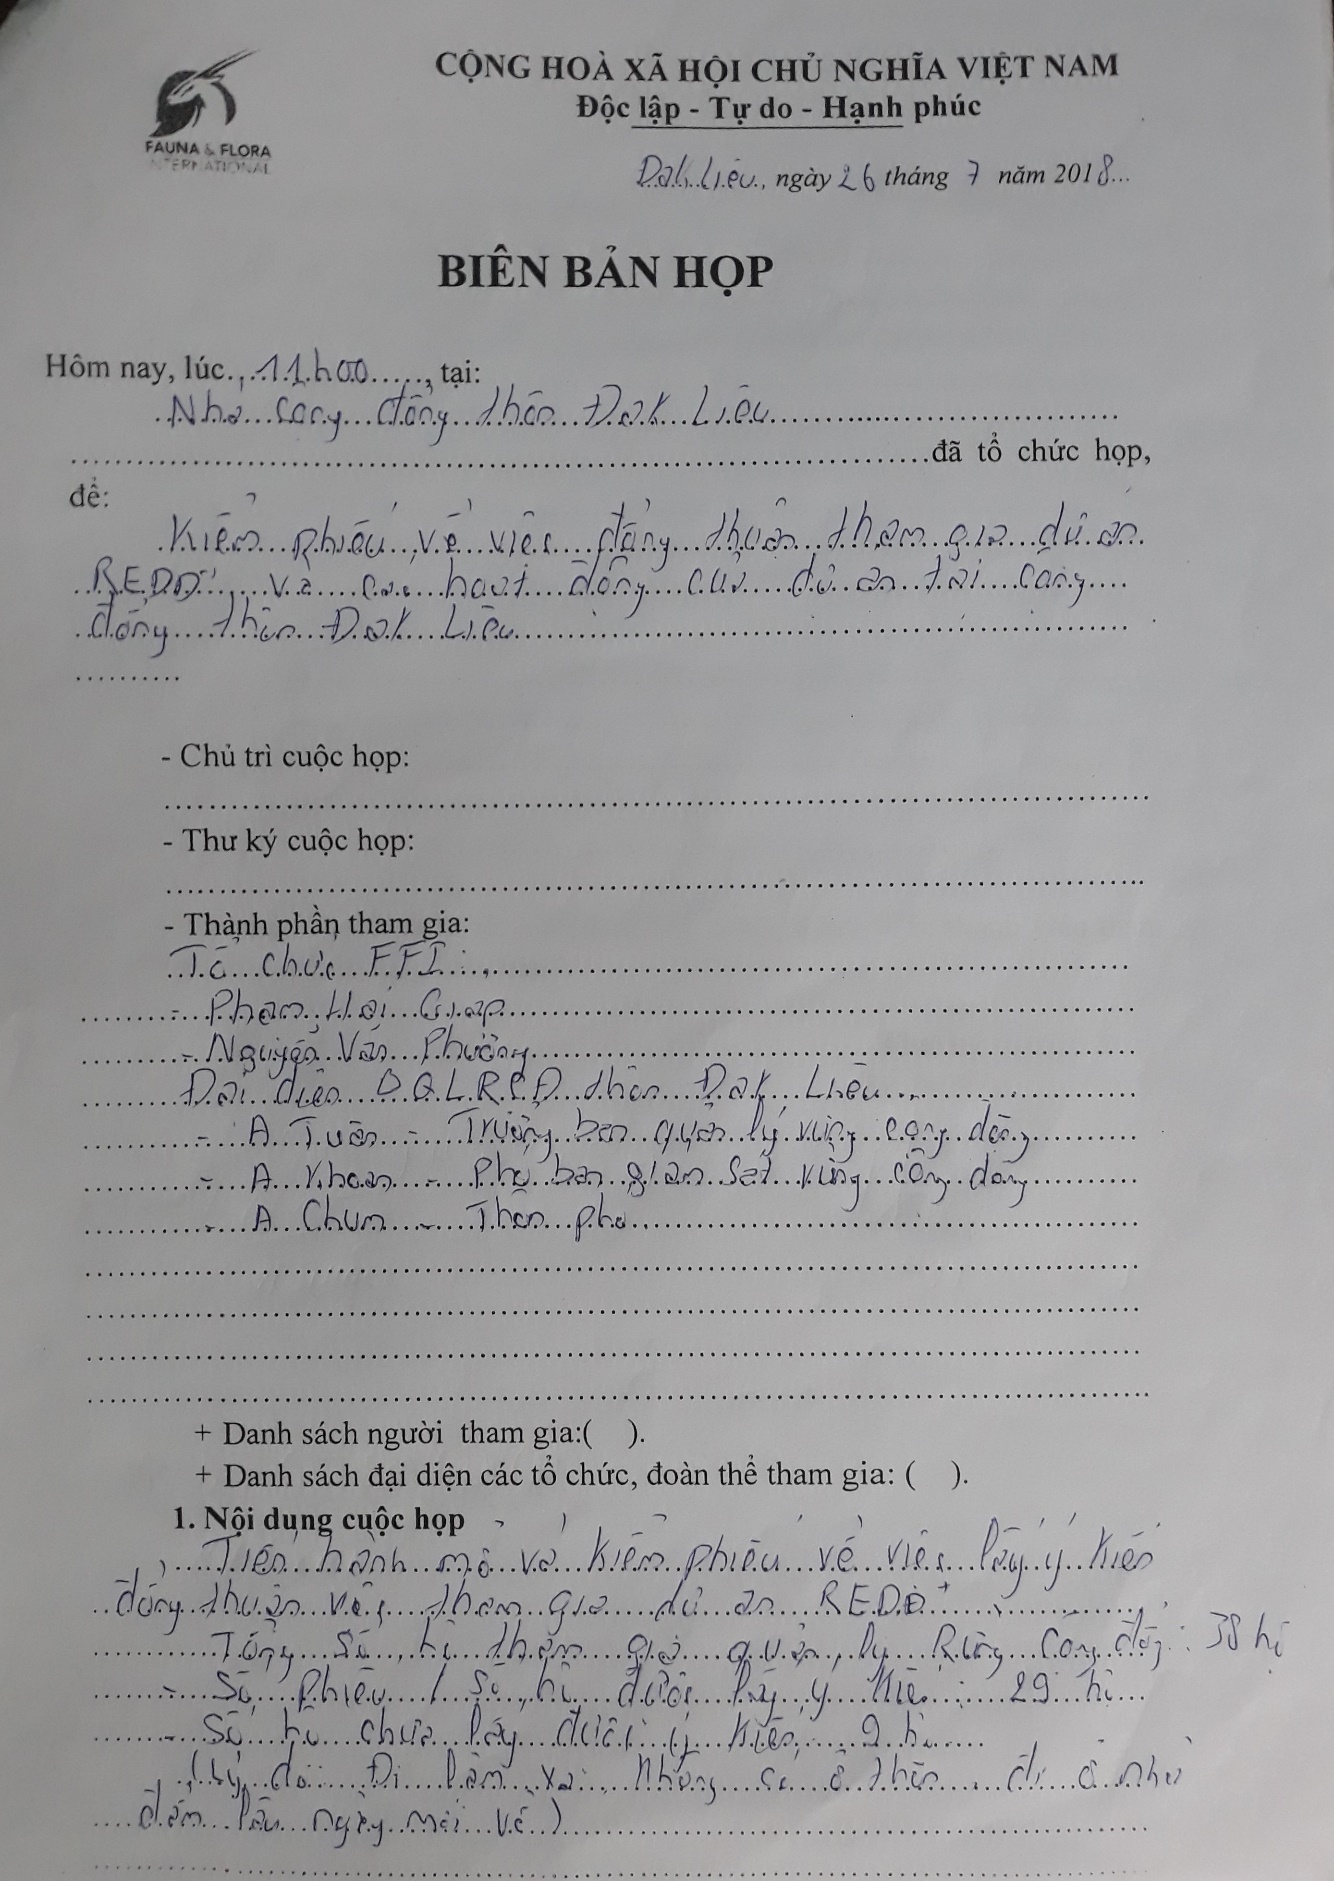 FAUNA & FLORA
INTERNATIONAL
CỘNG HOÀ XÃ HỘI CHỦ NGHĨA VIỆT NAM
Độc lập - Tự do - Hạnh phúc
Đak Liêu, ngày 26 tháng 7 năm 2018...
BIÊN BẢN HỌP
Hôm nay, lúc 11h00, tại:
Nhà cộng đồng thôn Đak Liêu
đã tổ chức họp,
để:
Kiểm phiếu về việc đồng thuận tham gia dự án
REDD+ và các hoạt động của dự án tại cộng
đồng thôn Đak Liêu
- Chủ trì cuộc họp:
- Thư ký cuộc họp:
- Thành phần tham gia:
Tổ chức FFI:
- Phạm Hải Giáp
- Nguyễn Văn Phường
Đại diện BQLRCĐ thôn Đak Liêu
- A Tuân - Trưởng ban quản lý rừng cộng đồng
- A Khoan - Phó ban giám sát rừng cộng đồng
- A Chum - Thôn phó
+ Danh sách người tham gia:( ).
+ Danh sách đại diện các tổ chức, đoàn thể tham gia: ( ).
1. Nội dung cuộc họp
Tiến hành mở và kiểm phiếu về việc lấy ý kiến
đồng thuận việc tham gia dự án REDD+
Tổng số hộ tham gia quản lý Rừng cộng đồng: 38 hộ
- Số phiếu / số hộ được lấy ý kiến: 29 hộ
- Số hộ chưa lấy được ý kiến: 9 hộ
(Lý do: Đi làm xa, không có ở thôn, đi ở nhà
đầm lâu ngày mới về)